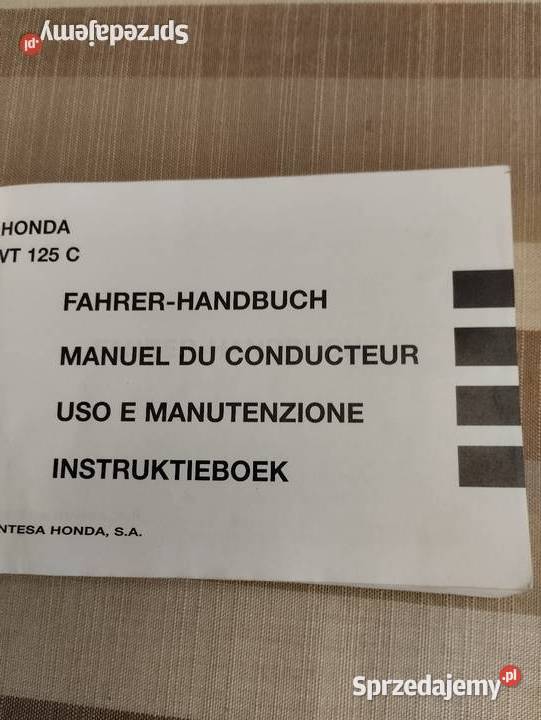 Sprzedajemy.pl
HONDA
VT 125 C
FAHRER-HANDBUCH
MANUEL DU CONDUCTEUR
USO E MANUTENZIONE
INSTRUKTIEBOEK
NTESA HONDA, S.A.
Sprzedajemy.pl